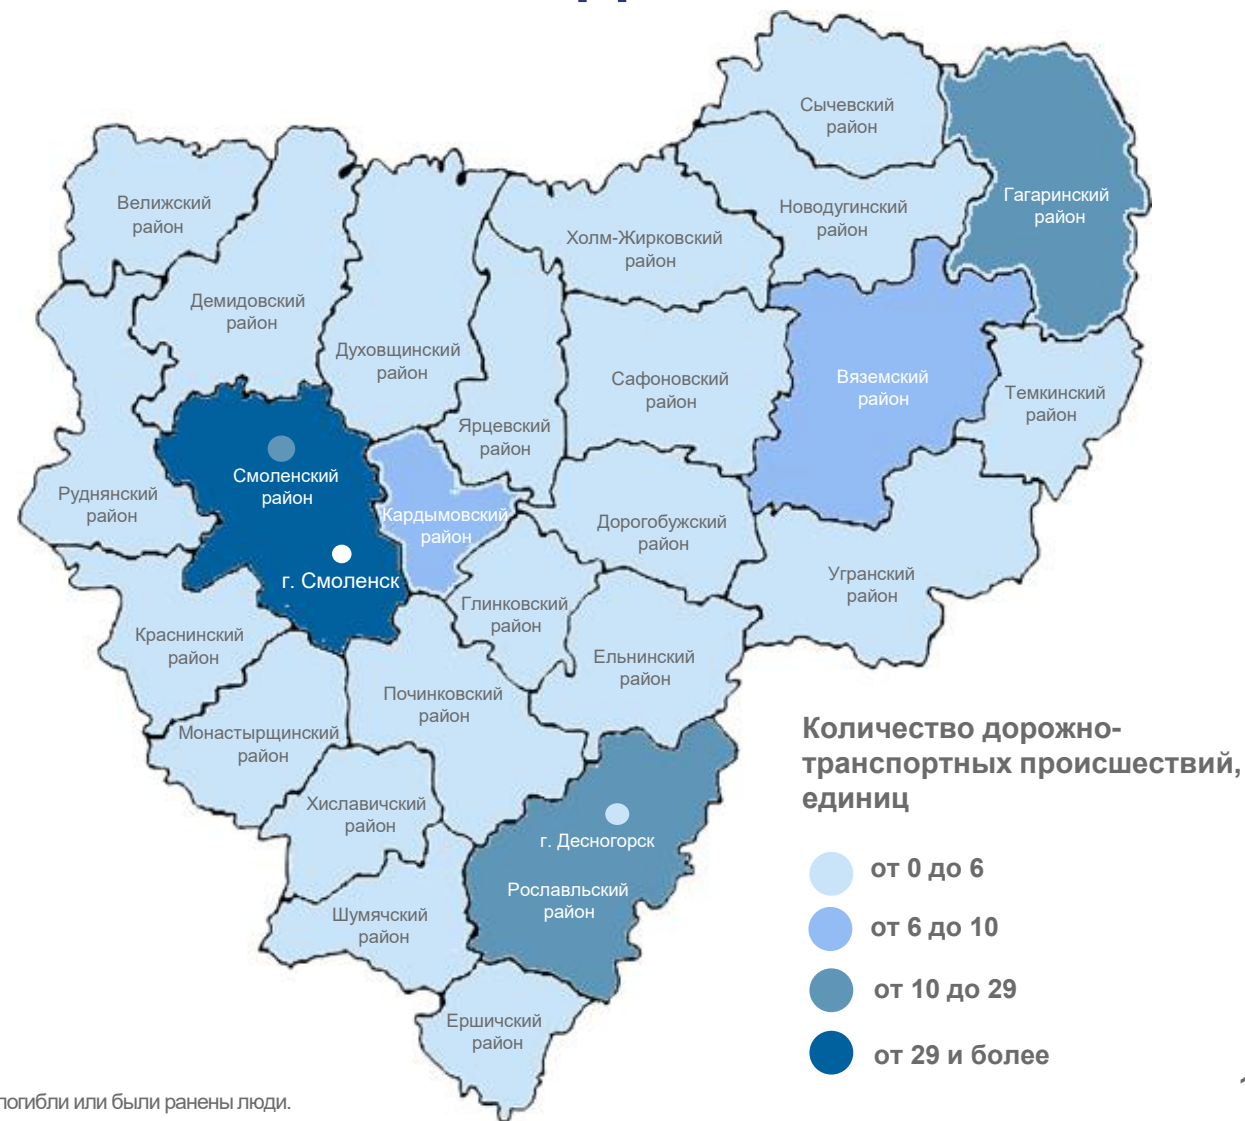 Сычевский
район
Гагаринский
район
Велижский
район
Новодугинский
район
Холм-Жирковский
район
Демидовский
район
Духовщинский
район
Сафоновский
район
Вяземский
район
Темкинский
район
Ярцевский
район
Смоленский
район
Руднянский
район
Кардымовский
район
Дорогобужский
район
г. Смоленск
Угранский
район
Глинковский
район
Краснинский
район
Ельнинский
район
Починковский
район
Монастырщинский
район
Хиславичский
район
г. Десногорск
Рославльский
район
Шумячский
район
Ершичский
район
Количество дорожно-
транспортных происшествий,
единиц
от 0 до 6
от 6 до 10
от 10 до 29
от 29 и более
погибли или были ранены люди.